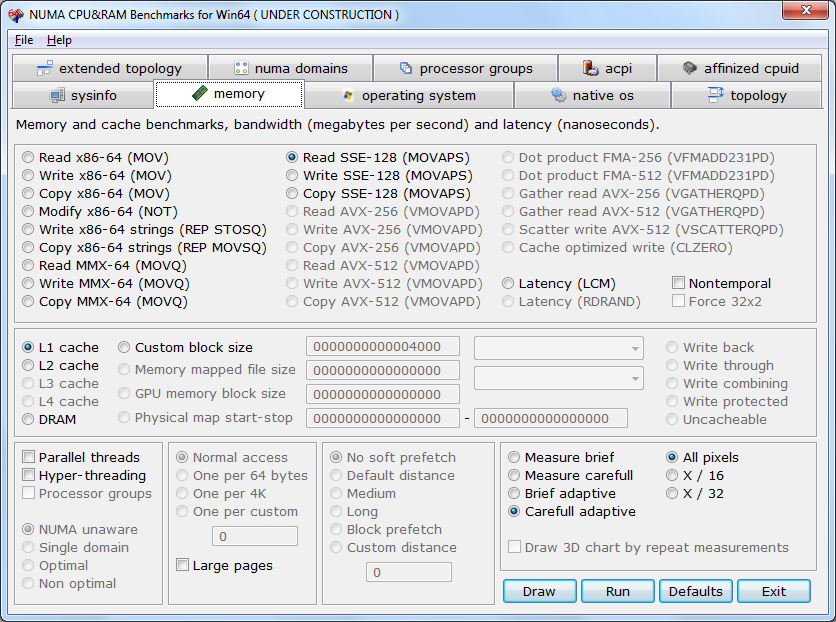 NUMA CPU&RAM Benchmarks for Win64 ( UNDER CONSTRUCTION )
File Help
extended topology numa domains processor groups acpi affinized cpuid
sysinfo memory operating system native os topology
Memory and cache benchmarks, bandwidth (megabytes per second) and latency (nanoseconds).
Read x86-64 (MOV)
Write x86-64 (MOV)
Copy x86-64 (MOV)
Modify x86-64 (NOT)
Write x86-64 strings (REP STOSQ)
Copy x86-64 strings (REP MOVSQ)
Read MMX-64 (MOVQ)
Write MMX-64 (MOVQ)
Copy MMX-64 (MOVQ)
Read SSE-128 (MOVAPS)
Write SSE-128 (MOVAPS)
Copy SSE-128 (MOVAPS)
Read AVX-256 (VMOVAPD)
Write AVX-256 (VMOVAPD)
Copy AVX-256 (VMOVAPD)
Read AVX-512 (VMOVAPD)
Write AVX-512 (VMOVAPD)
Copy AVX-512 (VMOVAPD)
Dot product FMA-256 (VFMADD231PD)
Dot product FMA-512 (VFMADD231PD)
Gather read AVX-256 (VGATHERQPD)
Gather read AVX-512 (VGATHERQPD)
Scatter write AVX-512 (VSCATTERQPD)
Cache optimized write (CLZERO)
Latency (LCM)
Latency (RDRAND)
Nontemporal
Force 32x2
L1 cache
L2 cache
L3 cache
L4 cache
DRAM
Custom block size 0000000000004000
Memory mapped file size 0000000000000000
GPU memory block size 0000000000000000
Physical map start-stop 0000000000000000 - 0000000000000000
Write back
Write through
Write combining
Write protected
Uncacheable
Parallel threads
Hyper-threading
Processor groups
NUMA unaware
Single domain
Optimal
Non optimal
Normal access
One per 64 bytes
One per 4K
One per custom
0
Large pages
No soft prefetch
Default distance
Medium
Long
Block prefetch
Custom distance
0
Measure brief
Measure carefull
Brief adaptive
Carefull adaptive
All pixels
X / 16
X / 32
Draw 3D chart by repeat measurements
Draw Run Defaults Exit